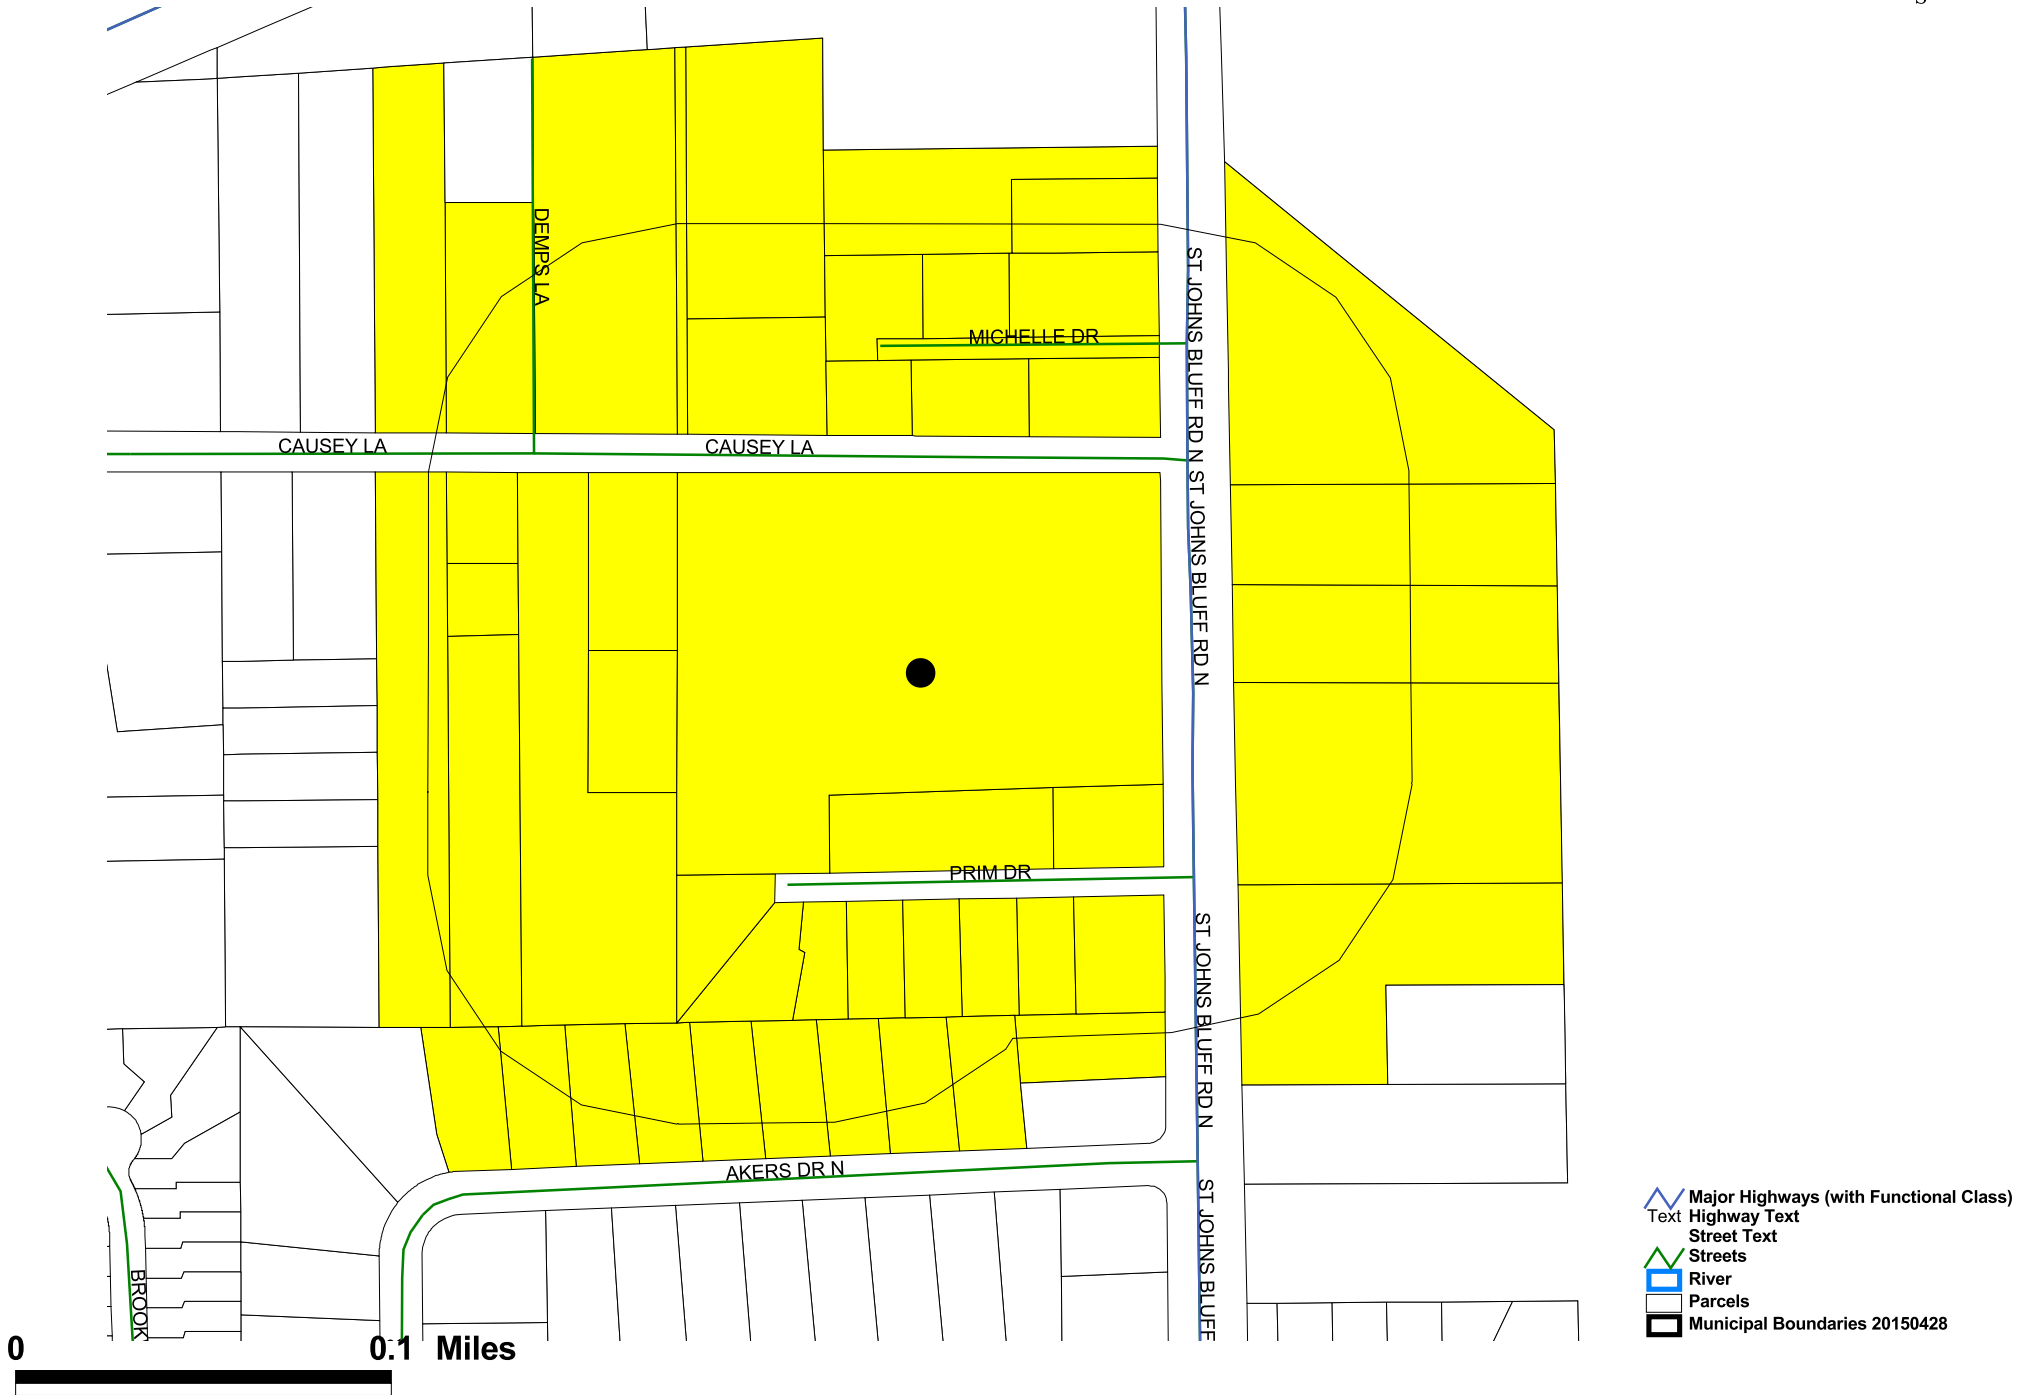 DEMPS LA
ST JOHNS BLUFF RD N
MICHELLE DR
CAUSEY LA
CAUSEY LA
ST JOHNS BLUFF RD N
PRIM DR
ST JOHNS BLUFF RD N
AKERS DR N
ST JOHNS BLUFF
BROOK
Major Highways (with Functional Class)
Text Highway Text
Street Text
Streets
River
Parcels
Municipal Boundaries 20150428
0 0.1 Miles